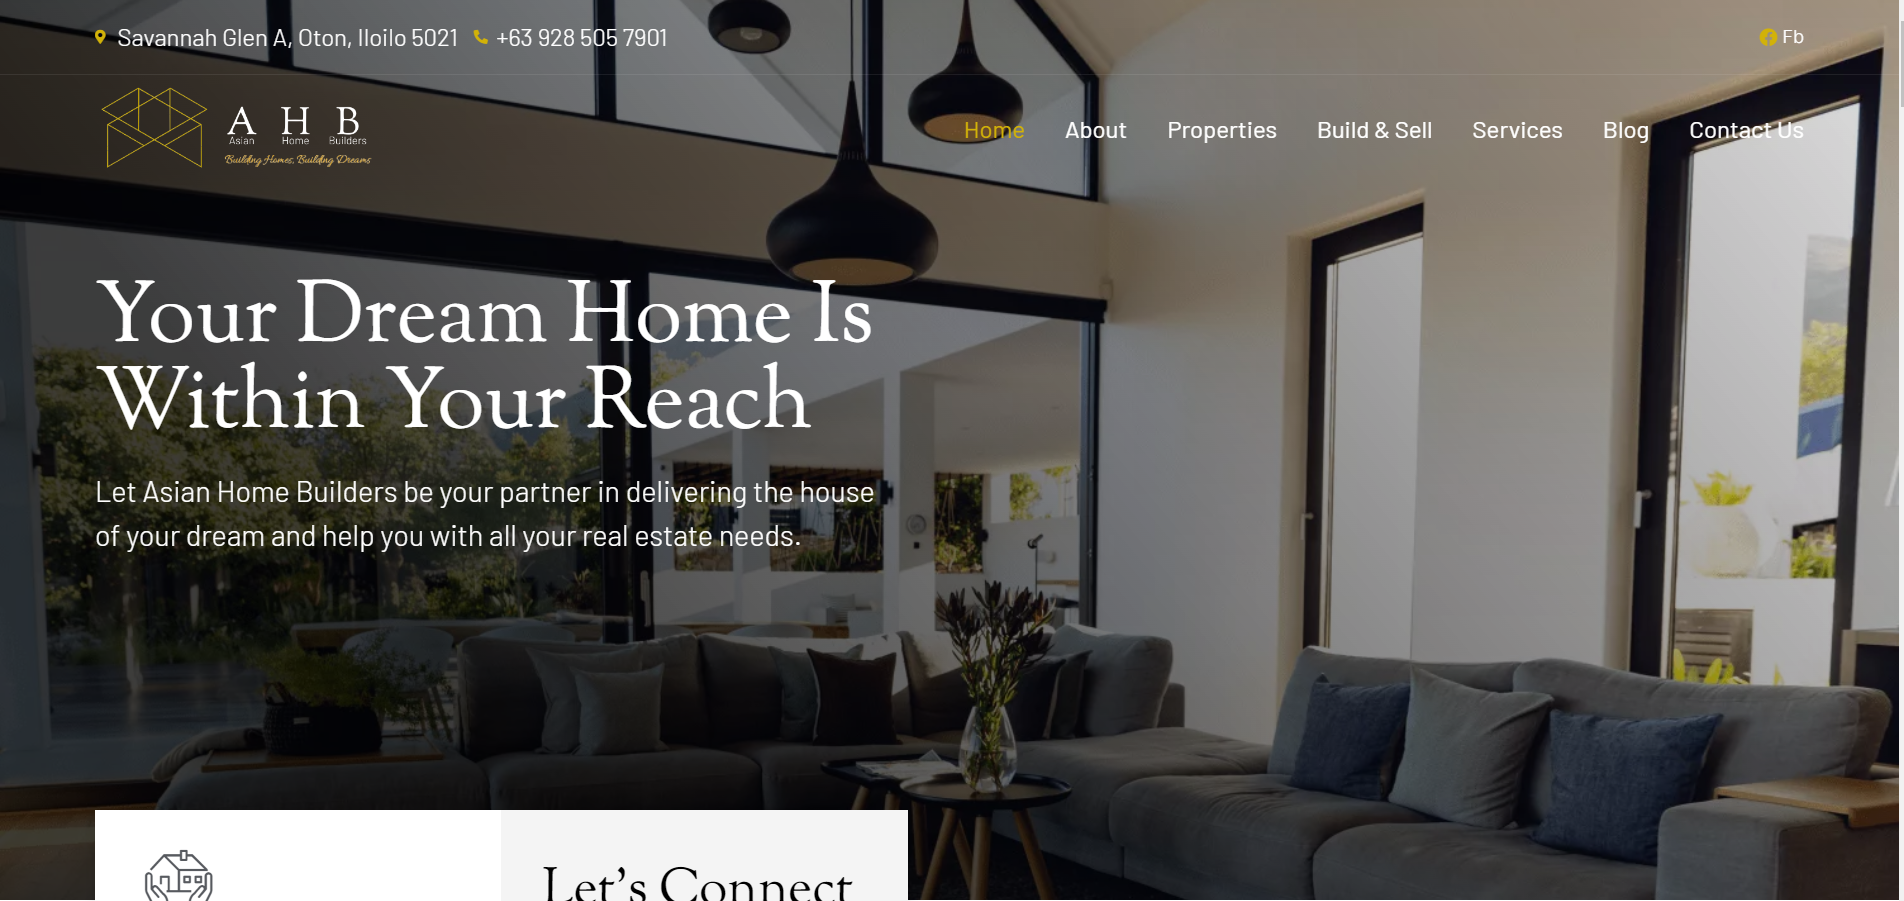 Savannah Glen A, Oton, Iloilo 5021 +63 928 505 7901 Fb
A H B
Asian Home Builders
Building Homes, Building Dreams
Home About Properties Build & Sell Services Blog Contact Us
Your Dream Home Is
Within Your Reach
Let Asian Home Builders be your partner in delivering the house
of your dream and help you with all your real estate needs.
Let's Connect